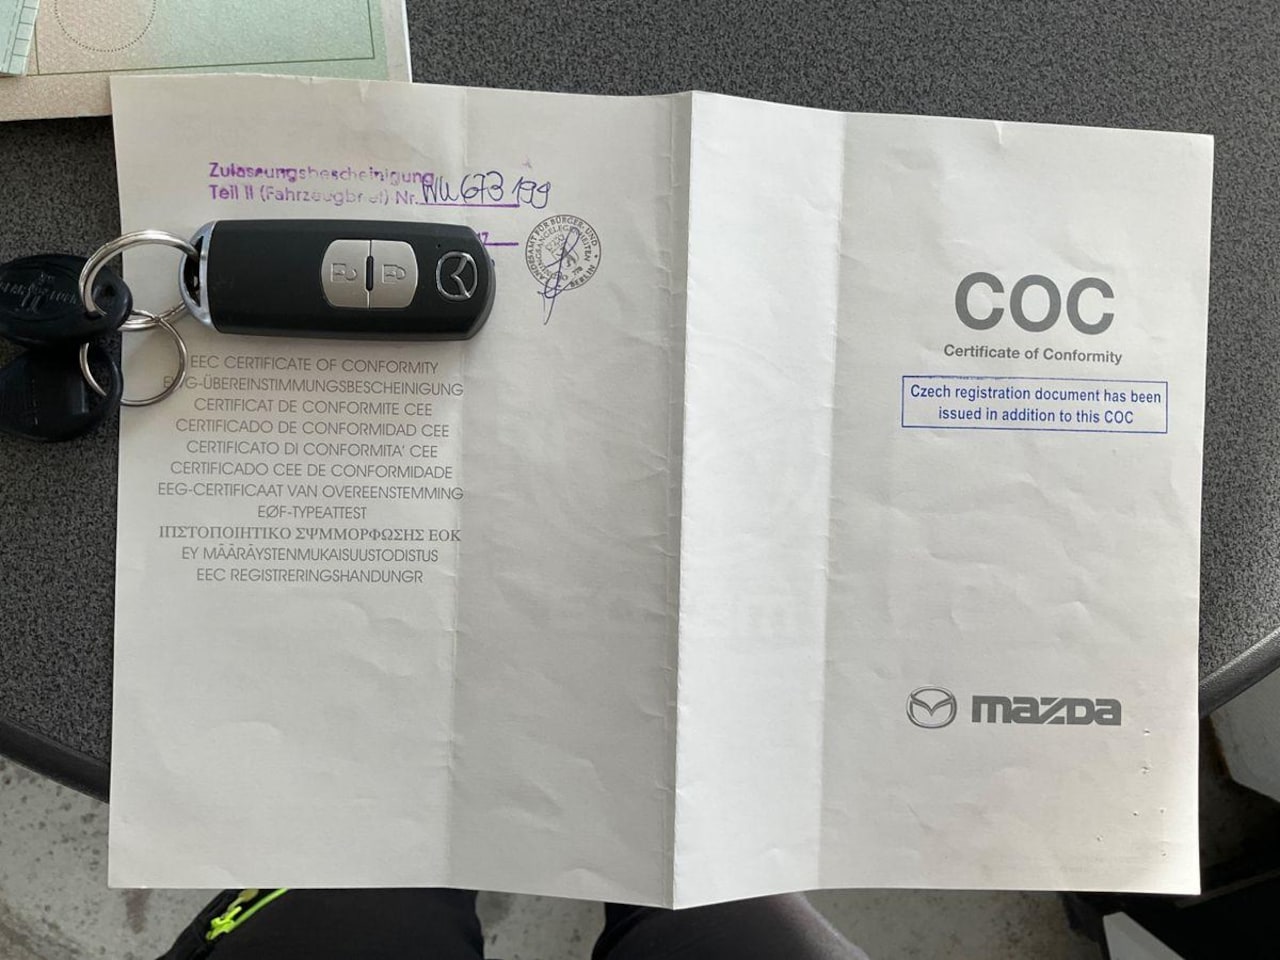 Zulassungsbescheinigung
Teil II (Fahrzeugbrief) Nr. WU673199
EEC CERTIFICATE OF CONFORMITY
EWG-ÜBEREINSTIMMUNGSBESCHEINIGUNG
CERTIFICAT DE CONFORMITE CEE
CERTIFICADO DE CONFORMIDAD CEE
CERTIFICATO DI CONFORMITA' CEE
CERTIFICADO CEE DE CONFORMIDADE
EEG-CERTIFICAAT VAN OVEREENSTEMMING
EØF-TYPEATTEST
ΙΠΣΤΟΠΟΙΗΤΙΚΟ ΣΨΜΜΟΡΦΩΣΗΣ ΕΟΚ
EY MÄÄRÄYSTENMUKAISUUSTODISTUS
EEC REGISTRERINGSHANDUNGR
COC
Certificate of Conformity
Czech registration document has been
issued in addition to this COC
mazda